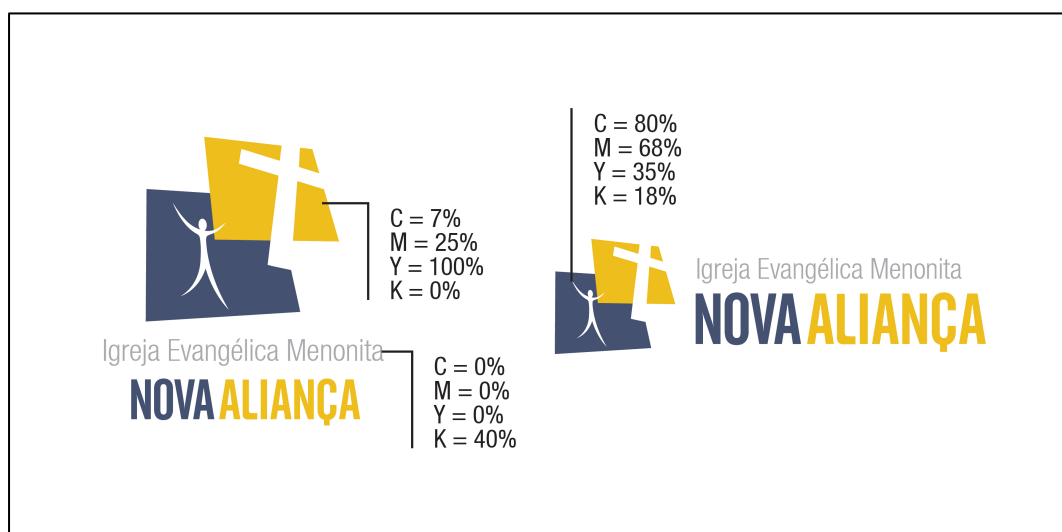 C = 7%
M = 25%
Y = 100%
K = 0%
Igreja Evangélica Menonita
NOVA ALIANÇA
C = 0%
M = 0%
Y = 0%
K = 40%
C = 80%
M = 68%
Y = 35%
K = 18%
Igreja Evangélica Menonita
NOVA ALIANÇA